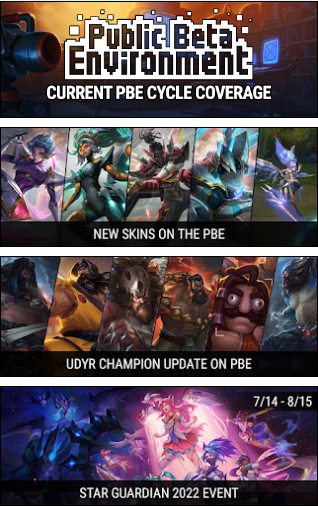 Public Beta
Environment
CURRENT PBE CYCLE COVERAGE
NEW SKINS ON THE PBE
UDYR CHAMPION UPDATE ON PBE
7/14 - 8/15
STAR GUARDIAN 2022 EVENT